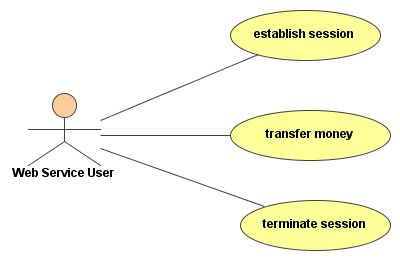 establish session
transfer money
Web Service User
terminate session